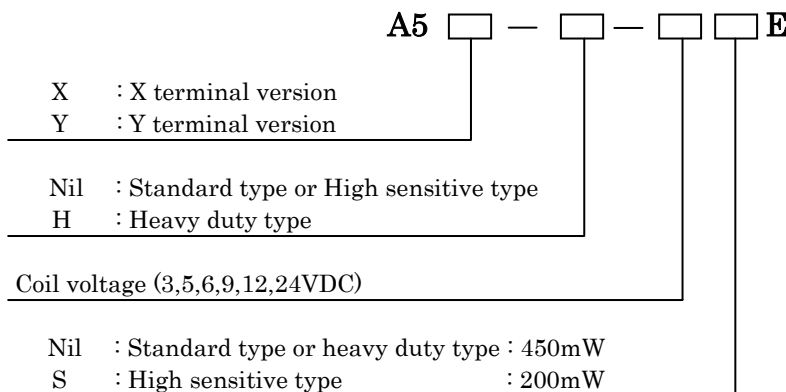 A5 □ — □ — □ □ E
X : X terminal version
Y : Y terminal version
Nil : Standard type or High sensitive type
H : Heavy duty type
Coil voltage (3,5,6,9,12,24VDC)
Nil : Standard type or heavy duty type : 450mW
S : High sensitive type : 200mW